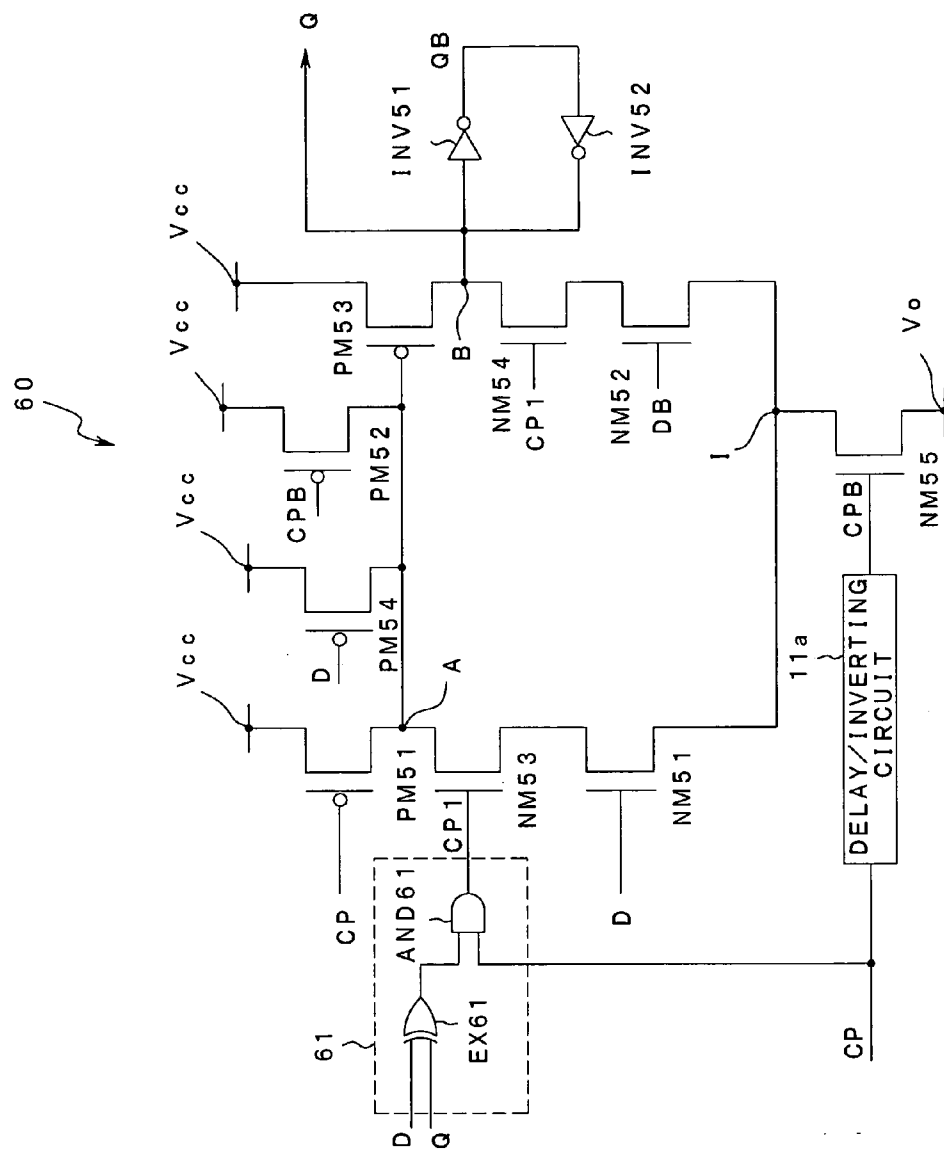 60
Vcc
Vcc
Vcc
Vcc
Q
CP
PM51
D
PM54
CPB
PM52
PM53
A
B
INV51
QB
INV52
61
D
Q
EX61
AND61
CP1
NM53
NM54
CP1
D
NM51
NM52
DB
I
CP
11a
DELAY/INVERTING
CIRCUIT
CPB
NM55
Vo